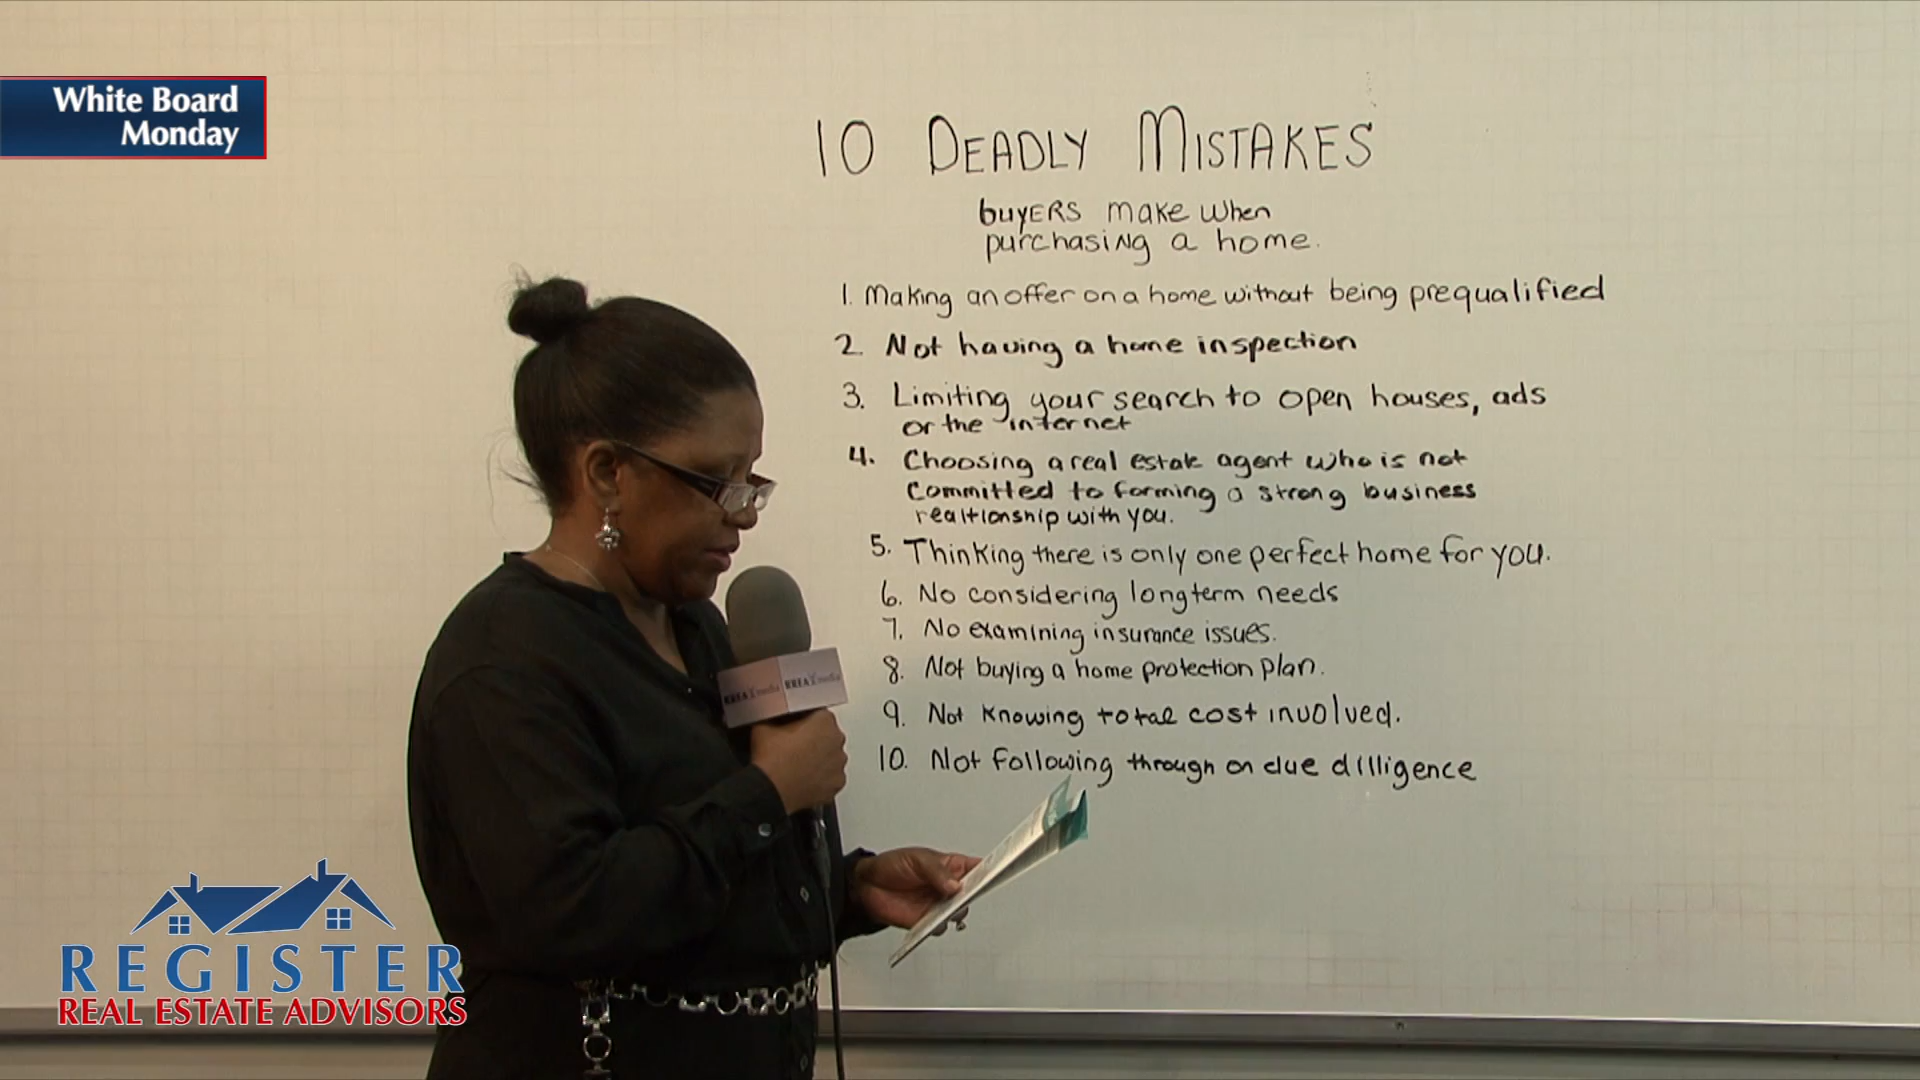 White Board
Monday
10 DEADLY MISTAKES
buyERS make when
purchasing a home.
1. Making an offer on a home without being prequalified
2. Not having a home inspection
3. Limiting your search to open houses, ads
or the internet
4. Choosing a real estate agent who is not
committed to forming a strong business
realtionship with you.
5. Thinking there is only one perfect home for you.
6. No considering longterm needs
7. No examining insurance issues.
8. Not buying a home protection plan.
9. Not knowing total cost involved.
10. Not following through on due dilligence
REGISTER
REAL ESTATE ADVISORS